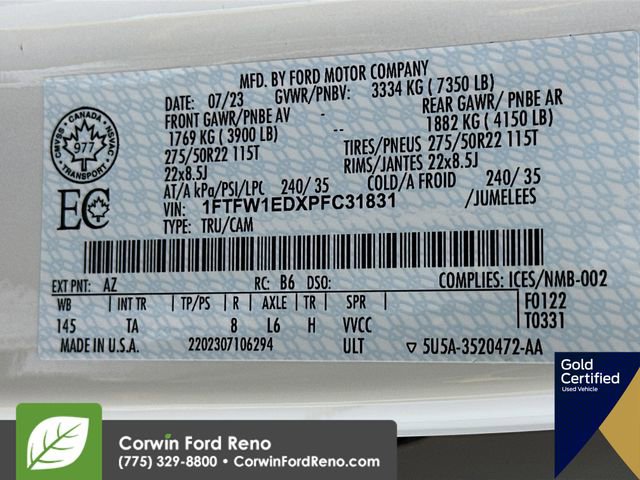 MFD. BY FORD MOTOR COMPANY
DATE: 07/23 GVWR/PNBV: 3334 KG ( 7350 LB)
FRONT GAWR/PNBE AV - REAR GAWR/ PNBE AR
1769 KG ( 3900 LB) -- 1882 KG ( 4150 LB)
275/50R22 115T TIRES/PNEUS 275/50R22 115T
22x8.5J RIMS/JANTES 22x8.5J
AT/A kPa/PSI/LPC 240/ 35 COLD/A FROID 240/ 35
VIN: 1FTFW1EDXPFC31831 /JUMELEES
TYPE: TRU/CAM
CANADA
CMVSS NSVAC
977
TRANSPORT
EC
EXT PNT: AZ RC: B6 DSO: COMPLIES: ICES/NMB-002
WB INT TR TP/PS R AXLE TR SPR F0122
145 TA 8 L6 H VVCC T0331
MADE IN U.S.A. 2202307106294 ULT ▽ 5U5A-3520472-AA
Gold
Certified
Used Vehicle
Corwin Ford Reno
(775) 329-8800 • CorwinFordReno.com